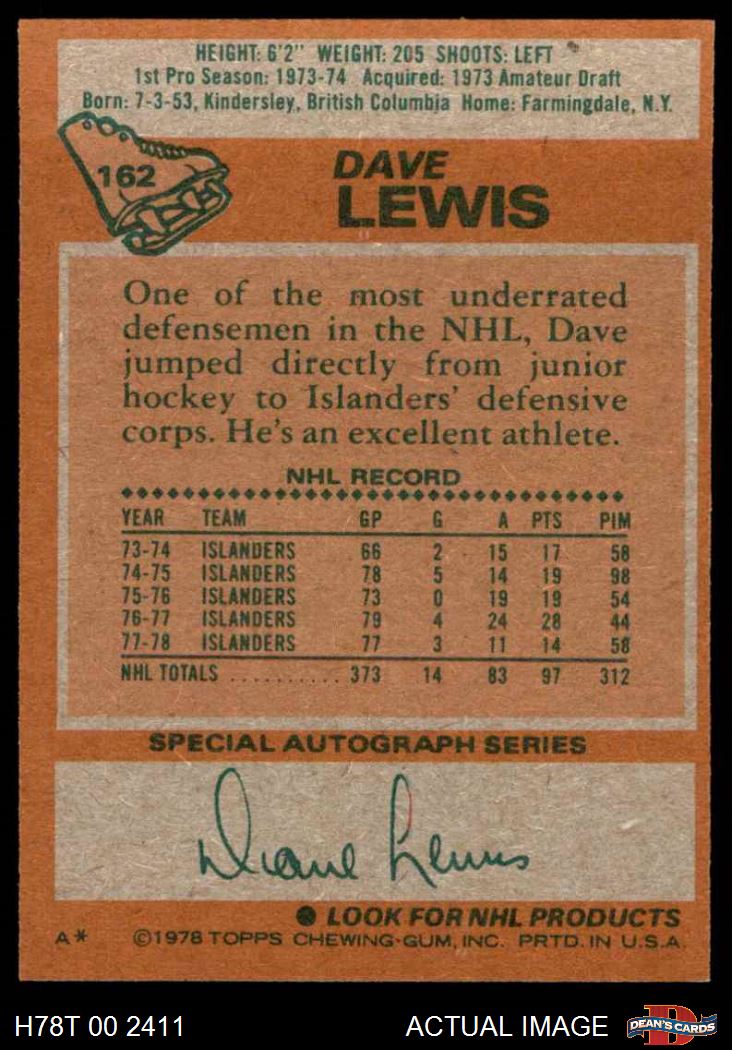 HEIGHT: 6'2" WEIGHT: 205 SHOOTS: LEFT
1st Pro Season: 1973-74 Acquired: 1973 Amateur Draft
Born: 7-3-53, Kindersley, British Columbia Home: Farmingdale, N.Y.
162
DAVE
LEWIS
One of the most underrated
defensemen in the NHL, Dave
jumped directly from junior
hockey to Islanders' defensive
corps. He's an excellent athlete.
NHL RECORD
YEAR TEAM GP G A PTS PIM
73-74 ISLANDERS 66 2 15 17 58
74-75 ISLANDERS 78 5 14 19 98
75-76 ISLANDERS 73 0 19 19 54
76-77 ISLANDERS 79 4 24 28 44
77-78 ISLANDERS 77 3 11 14 58
NHL TOTALS .......... 373 14 83 97 312
SPECIAL AUTOGRAPH SERIES
Lewis
LOOK FOR NHL PRODUCTS
A* ©1978 TOPPS CHEWING-GUM, INC. PRTD. IN U.S.A.
H78T 00 2411 ACTUAL IMAGE DEAN'S CARDS